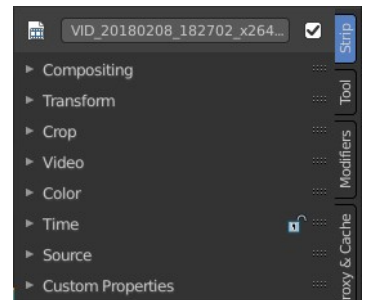 VID_20180208_182702_x264...
Compositing
Transform
Crop
Video
Color
Time
Source
Custom Properties
Strip
Tool
Modifiers
roxy & Cache